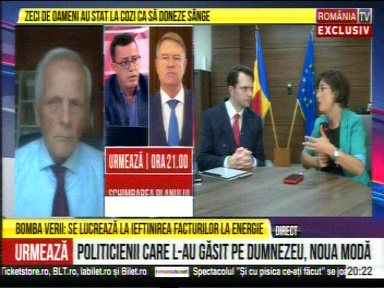 ZECI DE OAMENI AU STAT LA COZI CA SĂ DONEZE SÂNGE
ROMÂNIA TV
EXCLUSIV
URMEAZĂ ORA 21.00
SCHIMBAREA PLANULUI
BOMBA VERII: SE LUCREAZĂ LA IEFTINIREA FACTURILOR LA ENERGIE
DIRECT
URMEAZĂ POLITICIENII CARE L-AU GĂSIT PE DUMNEZEU, NOUA MODĂ
Ticketstore.ro, BLT.ro, labilet.ro și Bilet.ro
Spectacolul "Și cu pisica ce-ați făcut" se joa
20:22